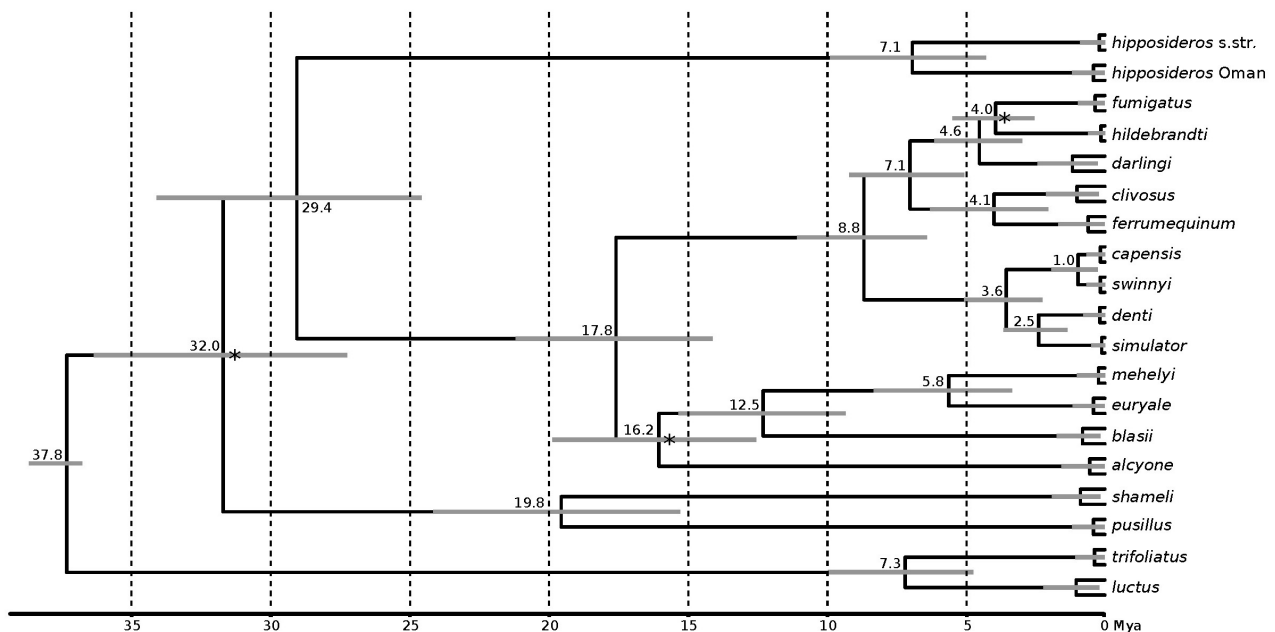 7.1
hipposideros s.str.
hipposideros Oman
4.0 *
fumigatus
4.6
hildebrandti
7.1
darlingi
4.1
clivosus
29.4
8.8
ferrumequinum
1.0
capensis
3.6
swinnyi
2.5
denti
17.8
simulator
32.0 *
5.8
mehelyi
12.5
euryale
16.2 *
blasii
37.8
alcyone
19.8
shameli
pusillus
7.3
trifoliatus
luctus
35 30 25 20 15 10 5 0 Mya